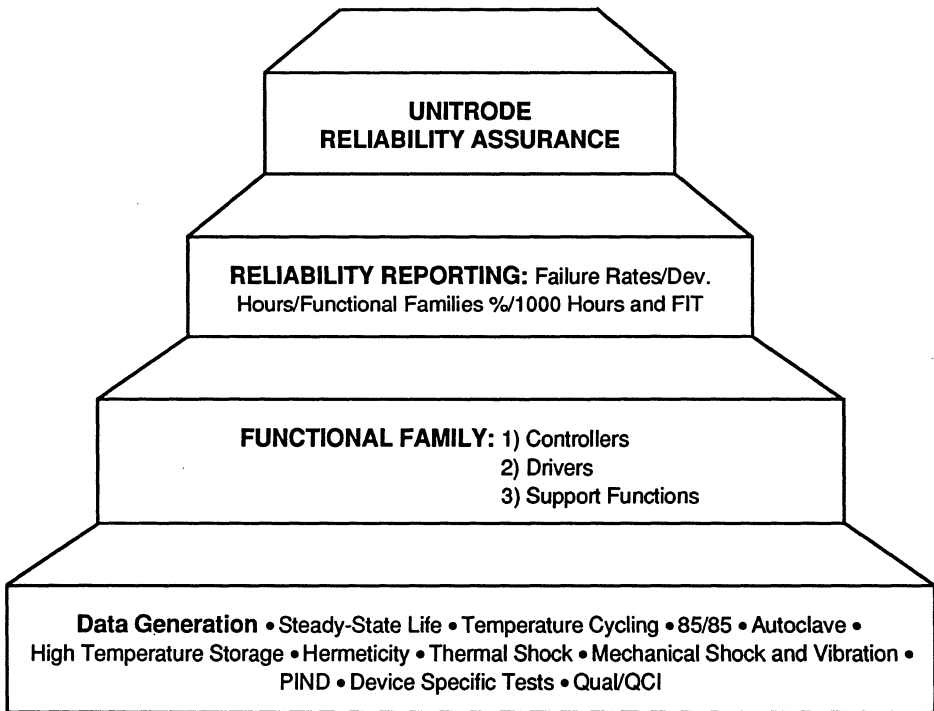 UNITRODE
RELIABILITY ASSURANCE
RELIABILITY REPORTING: Failure Rates/Dev.
Hours/Functional Families %/1000 Hours and FIT
FUNCTIONAL FAMILY: 1) Controllers
2) Drivers
3) Support Functions
Data Generation • Steady-State Life • Temperature Cycling • 85/85 • Autoclave •
High Temperature Storage • Hermeticity • Thermal Shock • Mechanical Shock and Vibration •
PIND • Device Specific Tests • Qual/QCI